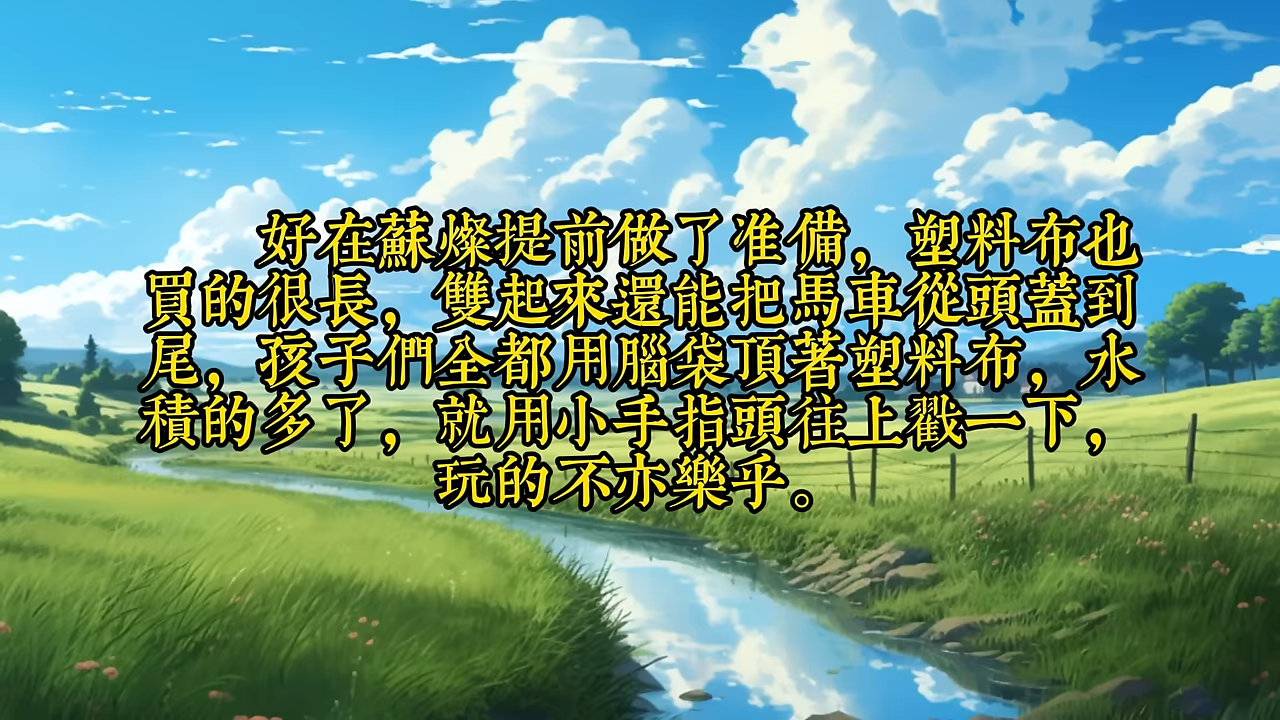 好在蘇燦提前做了准備，塑料布也
買的很長，雙起來還能把馬車從頭蓋到
尾，孩子們全都用腦袋頂著塑料布，水
積的多了，就用小手指頭往上戳一下，
玩的不亦樂乎。